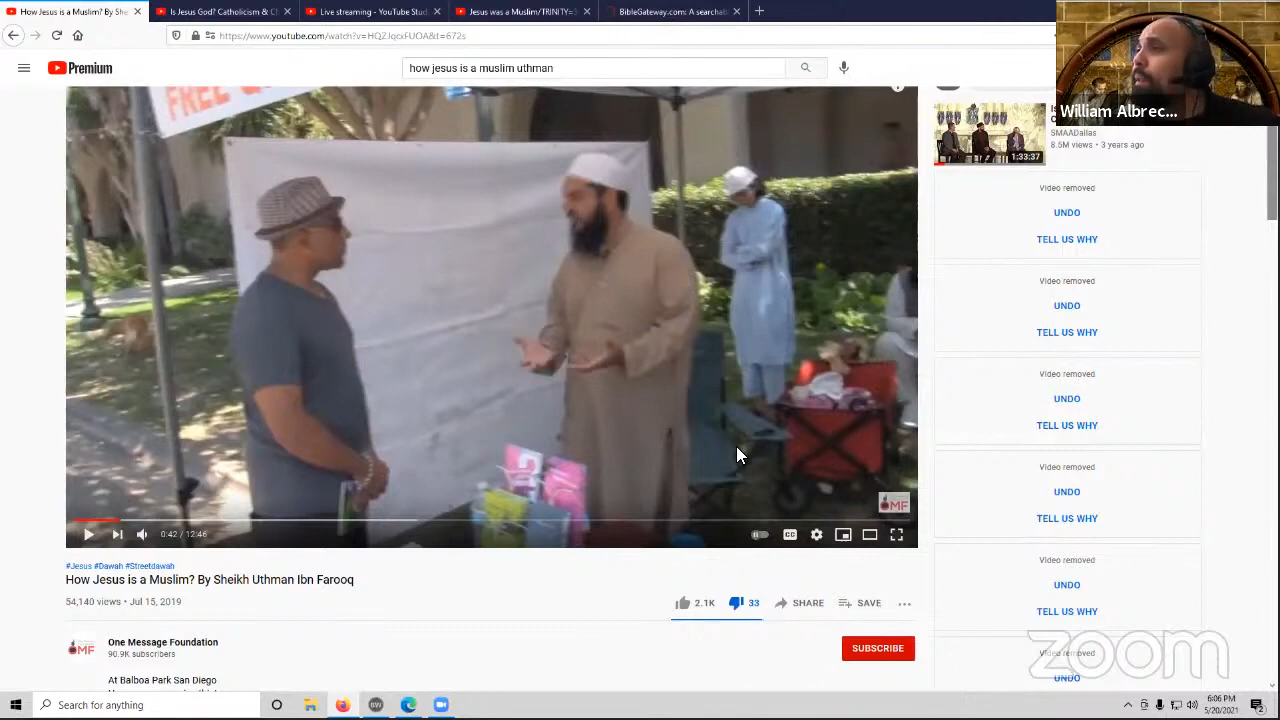 How Jesus is a Muslim? By She
Is Jesus God? Catholicism & Cl
Live streaming - YouTube Stud
Jesus was a Muslim/TRINITY=3
BibleGateway.com: A searchab
https://www.youtube.com/watch?v=HQZJqcxFUOA&t=672s
Premium
how jesus is a muslim uthman
William Albrec...
FREE
SMAADallas
8.5M views • 3 years ago
1:33:37
Video removed
UNDO
TELL US WHY
Video removed
UNDO
TELL US WHY
Video removed
UNDO
TELL US WHY
Video removed
UNDO
TELL US WHY
Video removed
UNDO
TELL US WHY
Video removed
UNDO
OMF
0:42 / 12:46
CC
#Jesus #Dawah #Streetdawah
How Jesus is a Muslim? By Sheikh Uthman Ibn Farooq
54,140 views • Jul 15, 2019
2.1K
33
SHARE
SAVE
One Message Foundation
90.9K subscribers
SUBSCRIBE
At Balboa Park San Diego
zoom
Search for anything
6:06 PM
5/20/2021